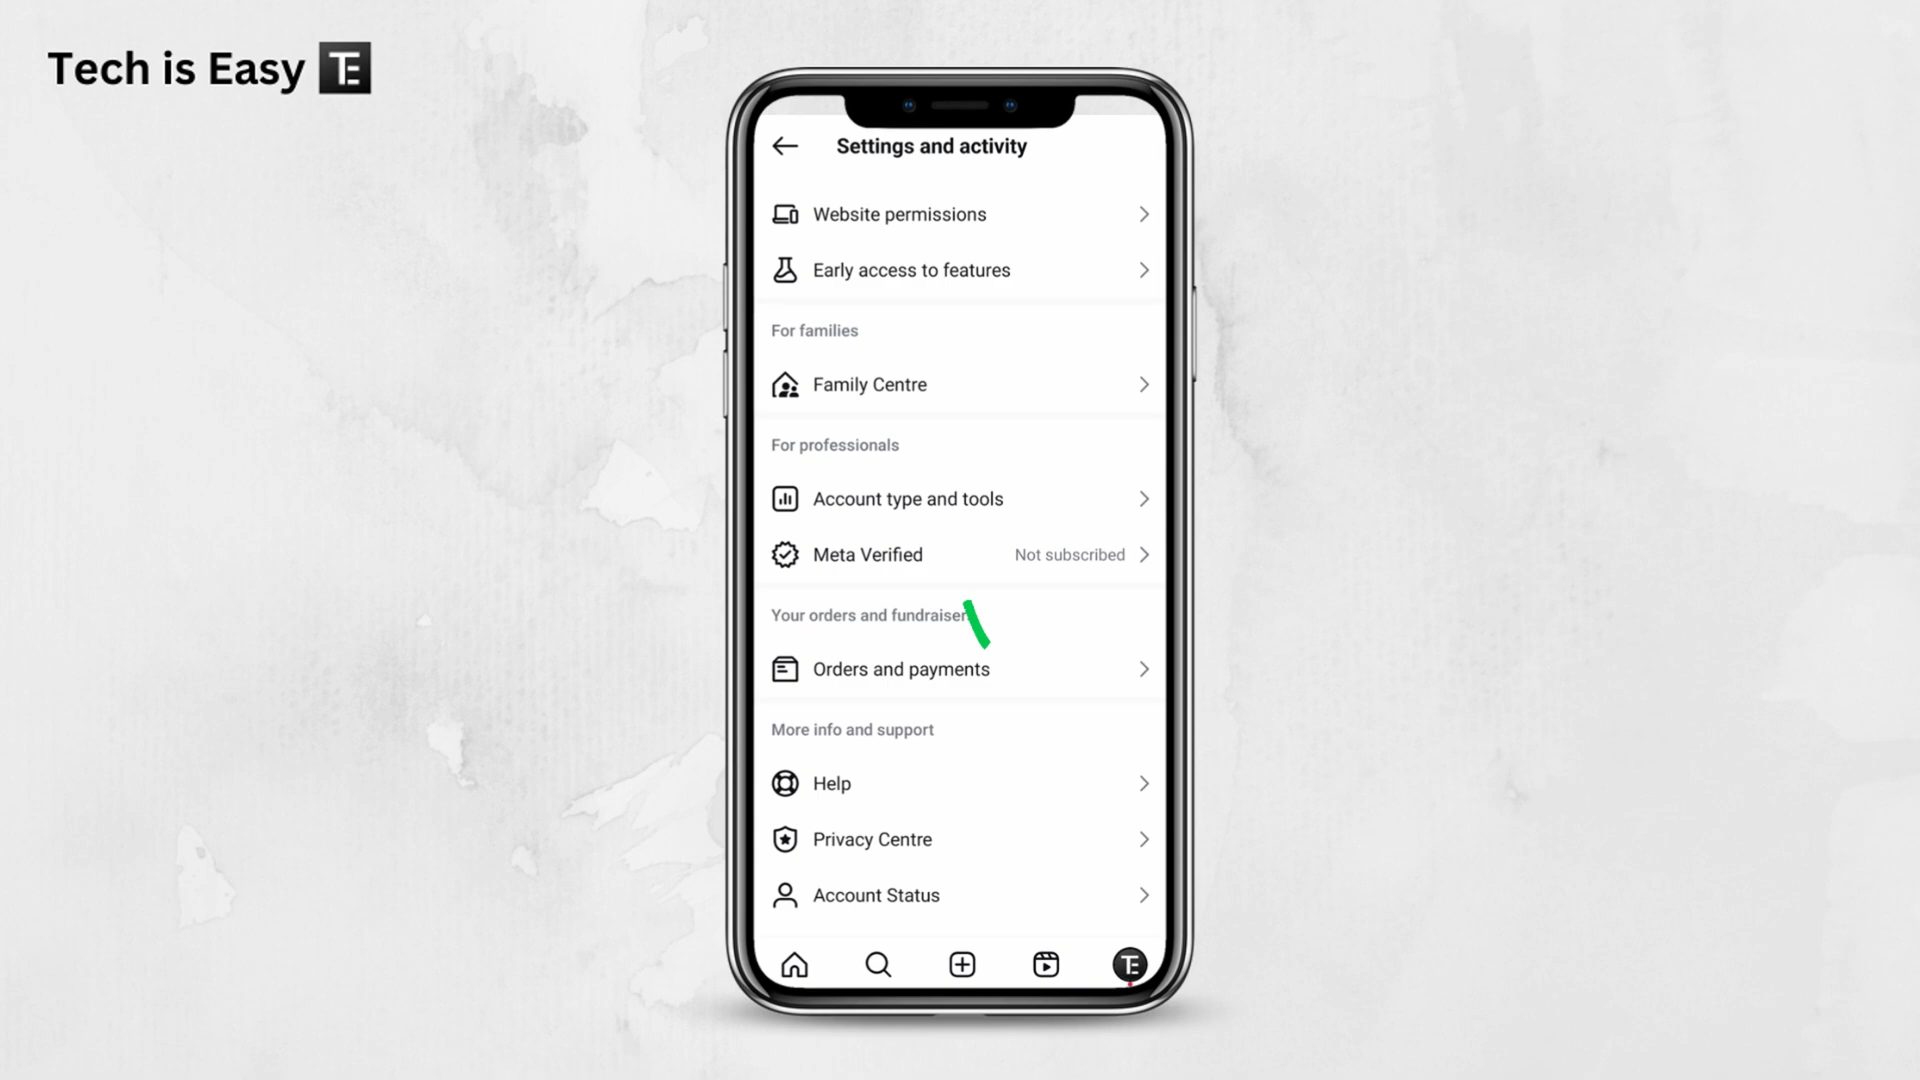 Tech is Easy TE
Settings and activity
Website permissions
Early access to features
For families
Family Centre
For professionals
Account type and tools
Meta Verified Not subscribed
Your orders and fundraiser
Orders and payments
More info and support
Help
Privacy Centre
Account Status
TE